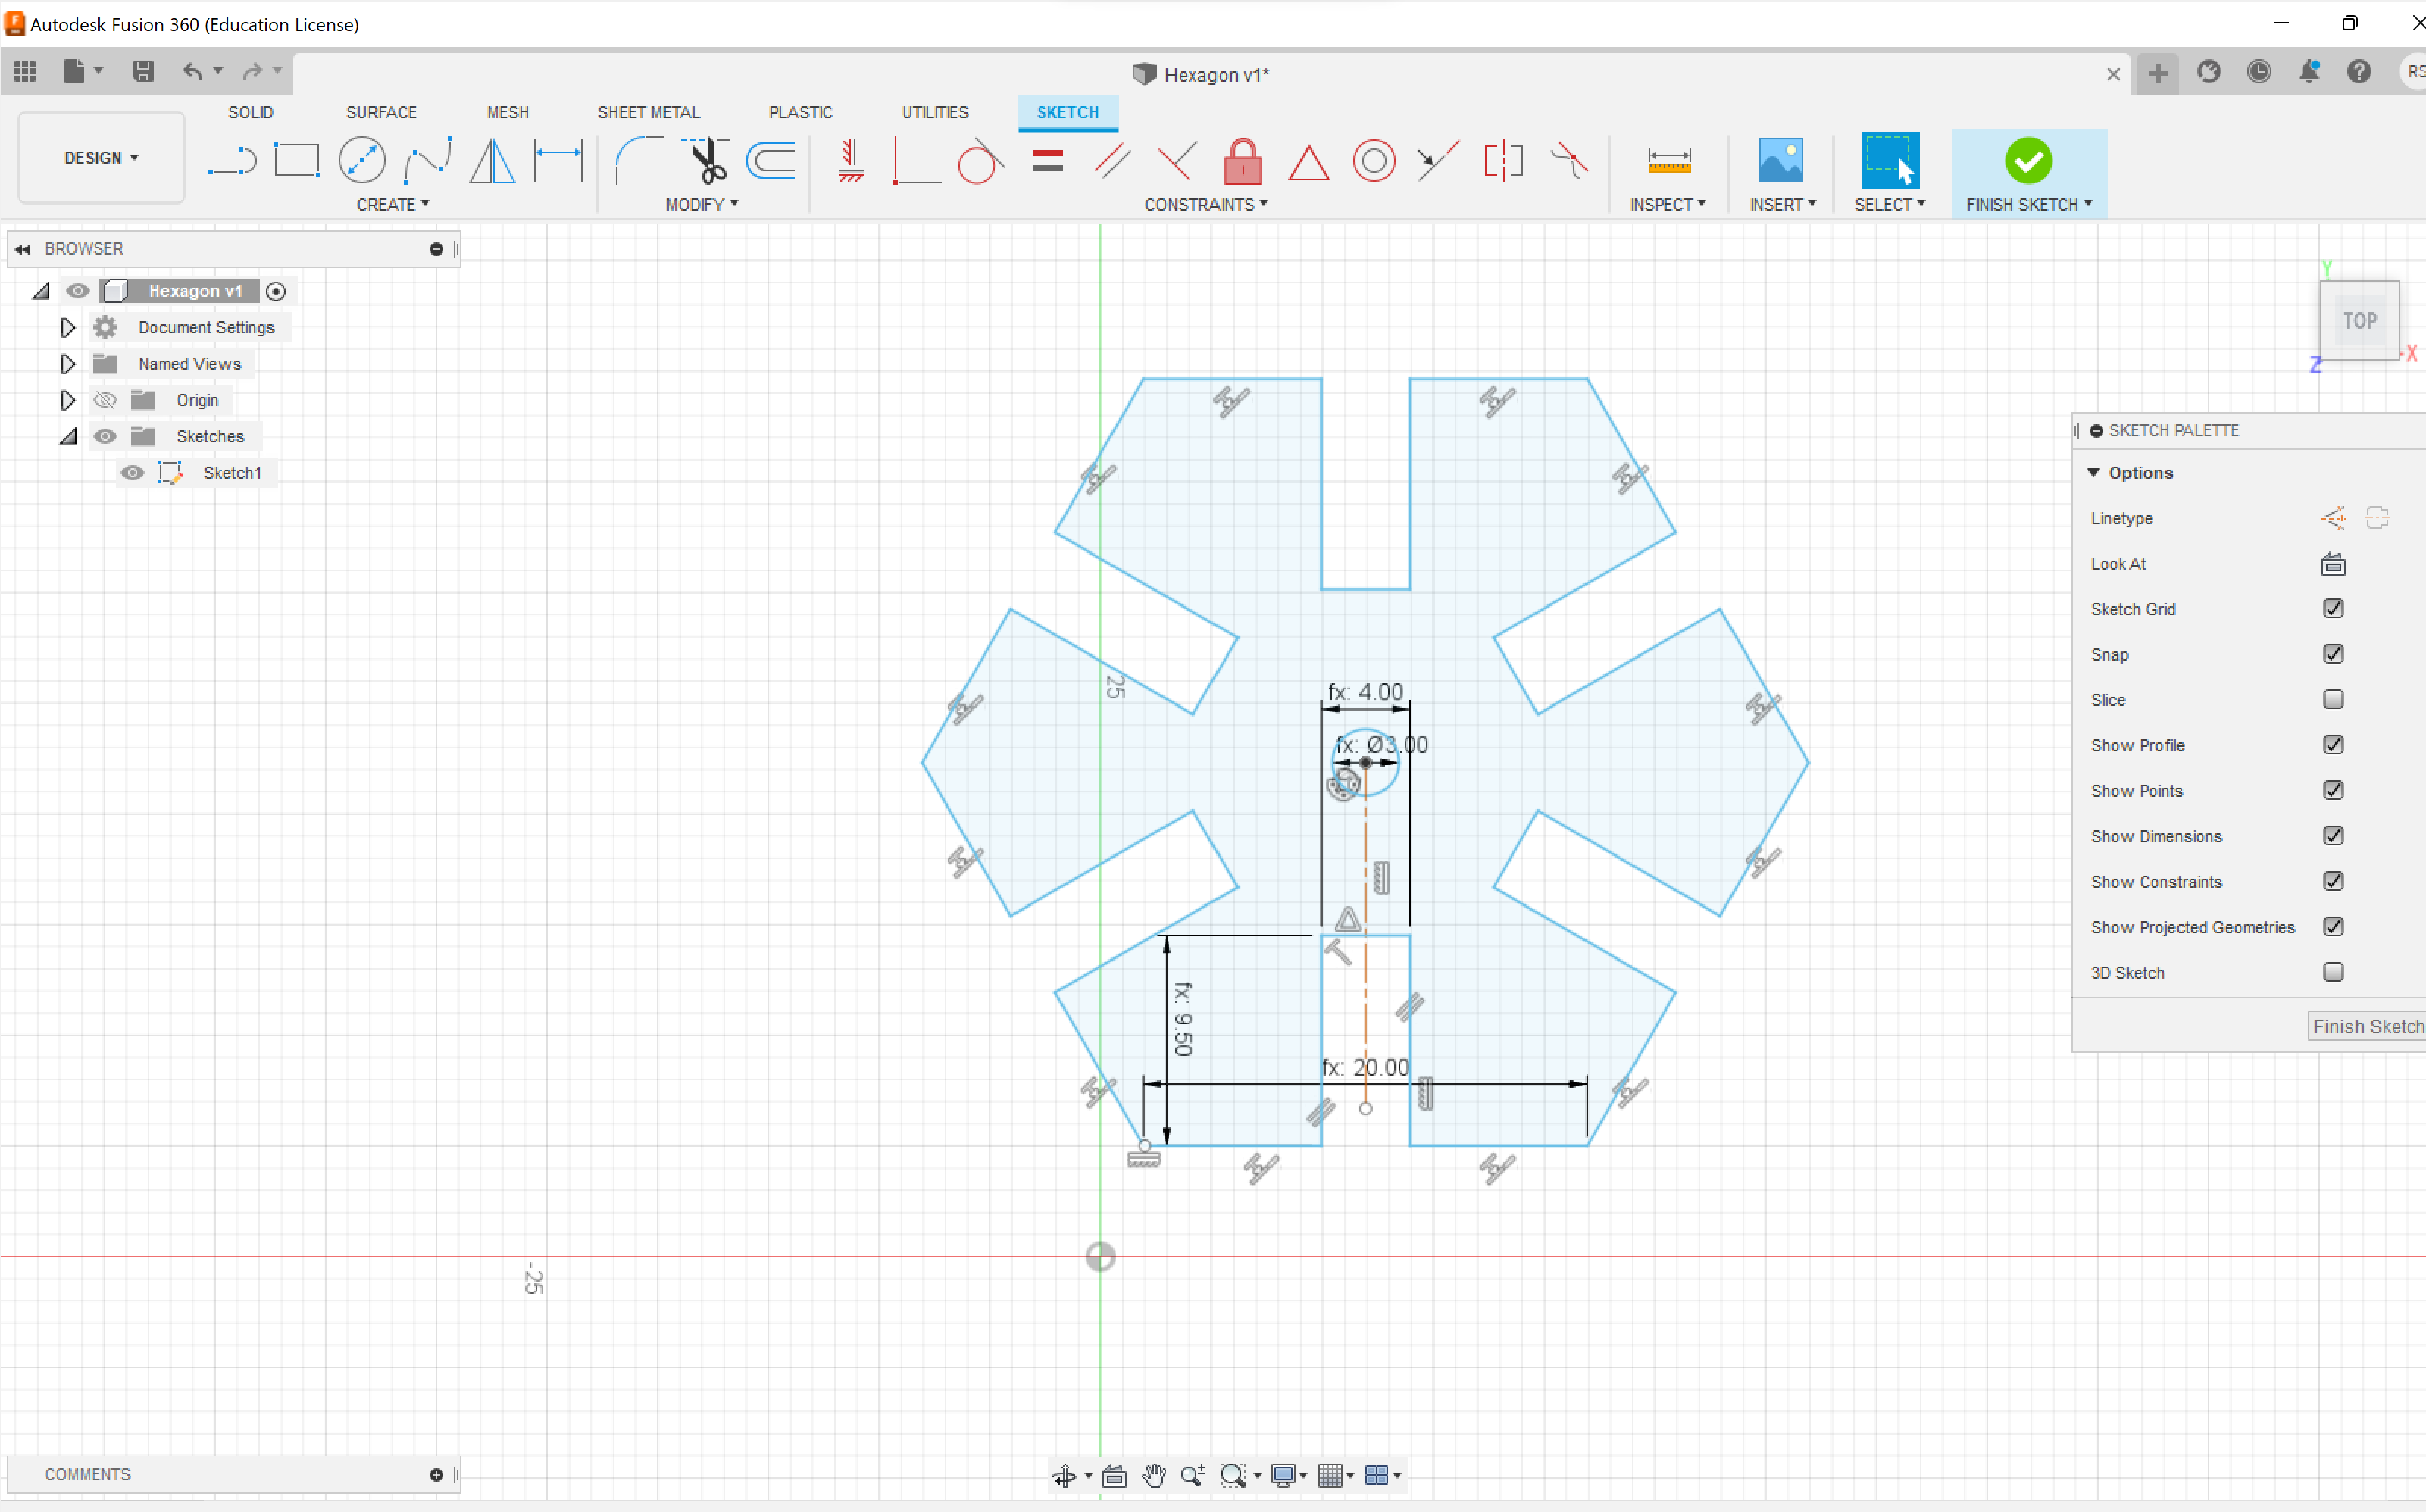 Autodesk Fusion 360 (Education License)
Hexagon v1*
RS
SOLID
SURFACE
MESH
SHEET METAL
PLASTIC
UTILITIES
SKETCH
DESIGN
CREATE
MODIFY
CONSTRAINTS
INSPECT
INSERT
SELECT
FINISH SKETCH
BROWSER
Hexagon v1
Document Settings
Named Views
Origin
Sketches
Sketch1
Y
TOP
X
Z
SKETCH PALETTE
Options
Linetype
Look At
Sketch Grid
Snap
Slice
Show Profile
Show Points
Show Dimensions
Show Constraints
Show Projected Geometries
3D Sketch
Finish Sketch
25
fx: 4.00
fx: Ø3.00
fx: 9.50
fx: 20.00
-25
COMMENTS